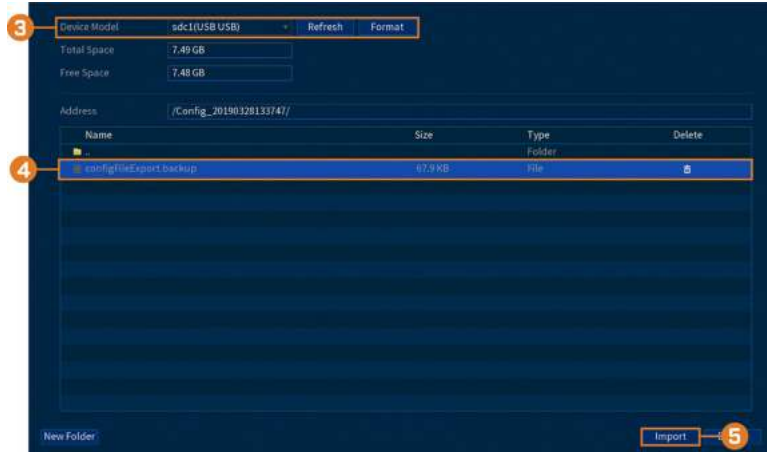 3 Device Model sdc1(USB USB) Refresh Format
Total Space 7.49 GB
Free Space 7.48 GB
Address /Config_20190328133747/
Name Size Type Delete
.. Folder
4 configFileExport.backup 67.9 KB File
New Folder Import 5